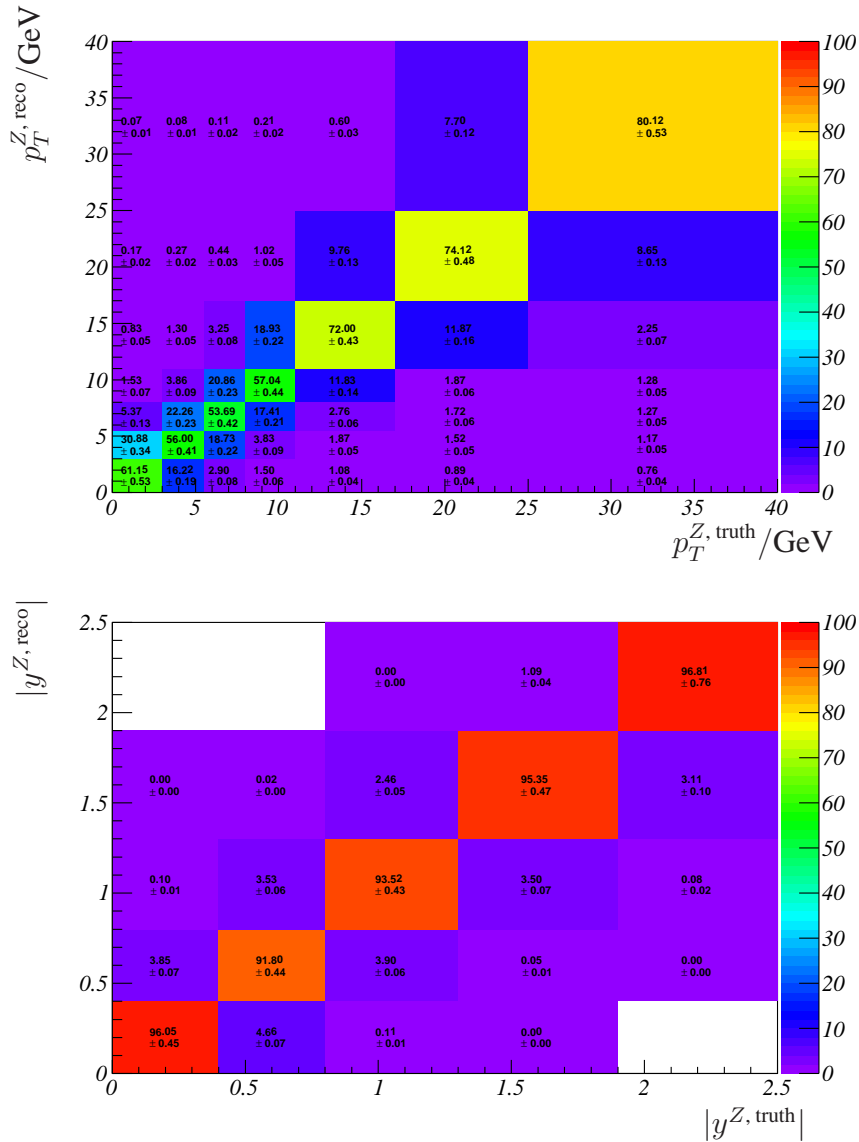 p_T^{Z, reco}/GeV
40 100
0.07 0.08 0.11 0.21 0.60 7.70 80.12
± 0.01 ± 0.01 ± 0.02 ± 0.02 ± 0.03 ± 0.12 ± 0.53
35 90
30 80
25 70
0.17 0.27 0.44 1.02 9.76 74.12 8.65
± 0.02 ± 0.02 ± 0.03 ± 0.05 ± 0.13 ± 0.48 ± 0.13
20 60
50
0.83 1.30 3.25 18.93 72.00 11.87 2.25
± 0.05 ± 0.05 ± 0.08 ± 0.22 ± 0.43 ± 0.16 ± 0.07
15 40
30
1.53 3.86 20.86 57.04 11.83 1.87 1.28
± 0.07 ± 0.09 ± 0.23 ± 0.44 ± 0.14 ± 0.06 ± 0.05
10 20
5.37 22.26 53.69 17.41 2.76 1.72 1.27
± 0.13 ± 0.23 ± 0.42 ± 0.21 ± 0.06 ± 0.06 ± 0.05
30.88 56.00 18.73 3.83 1.87 1.52 1.17
± 0.34 ± 0.41 ± 0.22 ± 0.09 ± 0.05 ± 0.05 ± 0.05
5 10
61.15 16.22 2.90 1.50 1.08 0.89 0.76
± 0.53 ± 0.19 ± 0.08 ± 0.06 ± 0.04 ± 0.04 ± 0.04
0 0
0 5 10 15 20 25 30 35 40
p_T^{Z, truth}/GeV
|y^{Z, reco}|
2.5 100
0.00 1.09 96.81
± 0.00 ± 0.04 ± 0.76
90
2 80
70
0.00 0.02 2.46 95.35 3.11
± 0.00 ± 0.00 ± 0.05 ± 0.47 ± 0.10
1.5 60
50
0.10 3.53 93.52 3.50 0.08
± 0.01 ± 0.06 ± 0.43 ± 0.07 ± 0.02
1 40
30
3.85 91.80 3.90 0.05 0.00
± 0.07 ± 0.44 ± 0.06 ± 0.01 ± 0.00
0.5 20
10
96.05 4.66 0.11 0.00
± 0.45 ± 0.07 ± 0.01 ± 0.00
0 0
0 0.5 1 1.5 2 2.5
|y^{Z, truth}|